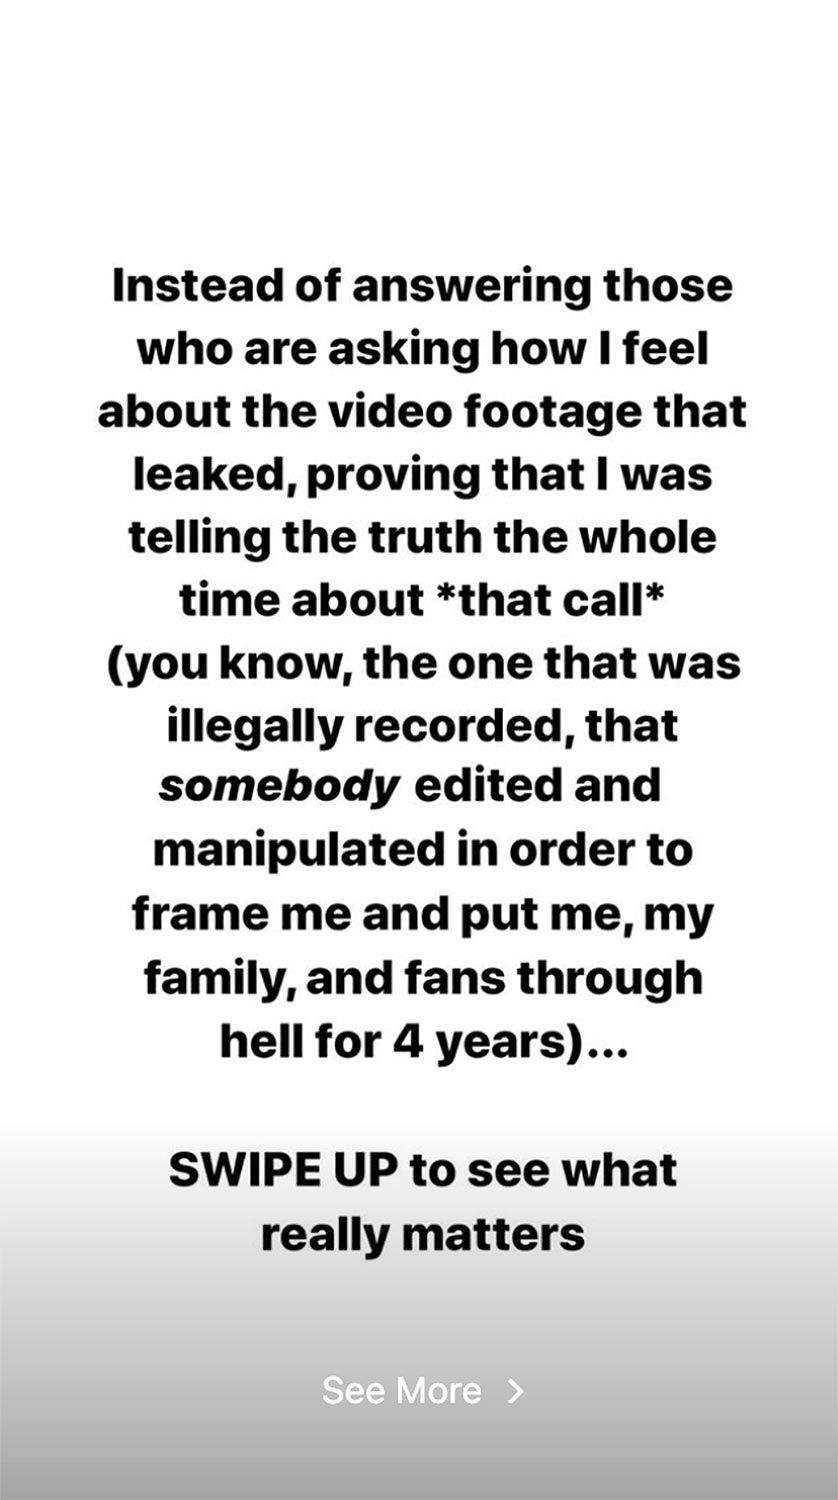 Instead of answering those
who are asking how I feel
about the video footage that
leaked, proving that I was
telling the truth the whole
time about *that call*
(you know, the one that was
illegally recorded, that
somebody edited and
manipulated in order to
frame me and put me, my
family, and fans through
hell for 4 years)...
SWIPE UP to see what
really matters
See More >